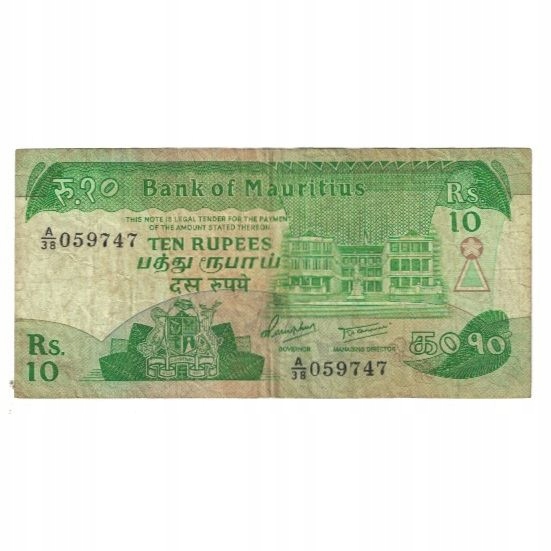 रु.१०
Bank of Mauritius
Rs
10
THIS NOTE IS LEGAL TENDER FOR THE PAYMENT
OF THE AMOUNT STATED THEREON
A/38 059747
TEN RUPEES
பத்து ரூபாய்
दस रुपये
GOVERNOR
MANAGING DIRECTOR
Rs.
10
A/38 059747